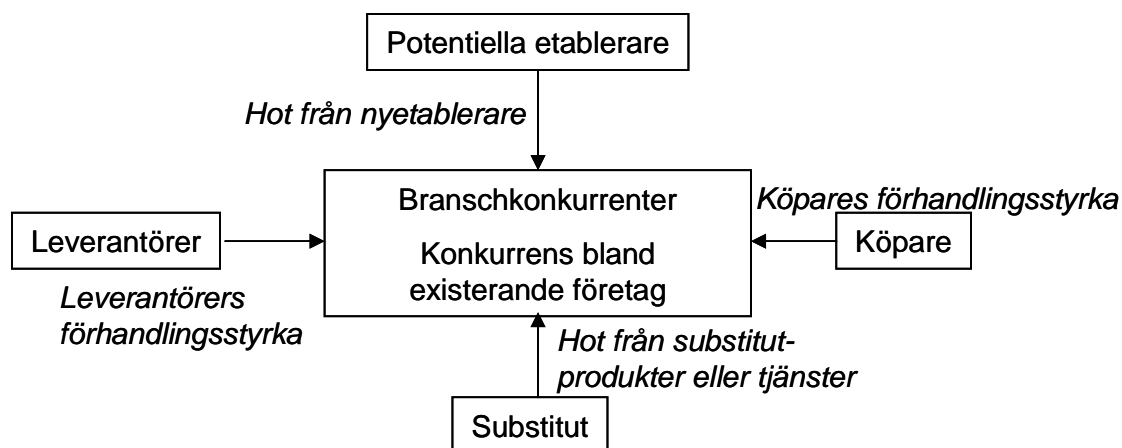 Potentiella etablerare
Hot från nyetablerare
Branschkonkurrenter
Köpares förhandlingsstyrka
Leverantörer
Konkurrens bland
existerande företag
Köpare
Leverantörers
förhandlingsstyrka
Hot från substitut-
produkter eller tjänster
Substitut